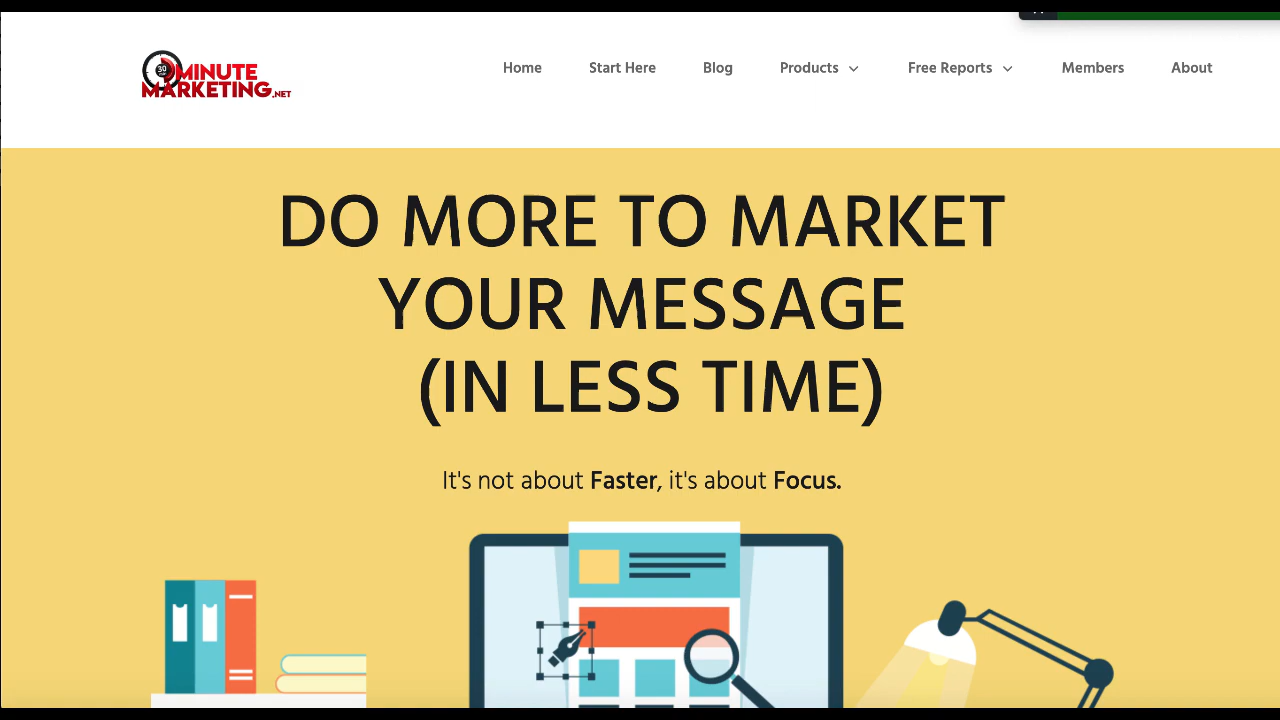 30
MINUTE
MARKETING.NET
Home Start Here Blog Products Free Reports Members About
DO MORE TO MARKET
YOUR MESSAGE
(IN LESS TIME)
It's not about Faster, it's about Focus.